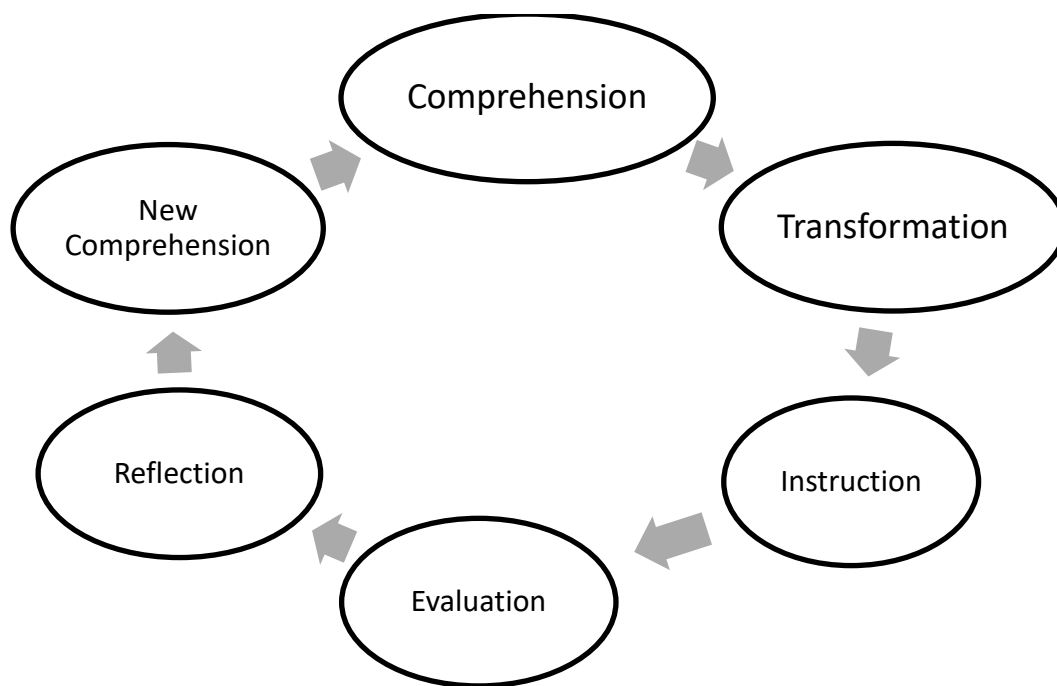 Comprehension
Transformation
Instruction
Evaluation
Reflection
New
Comprehension